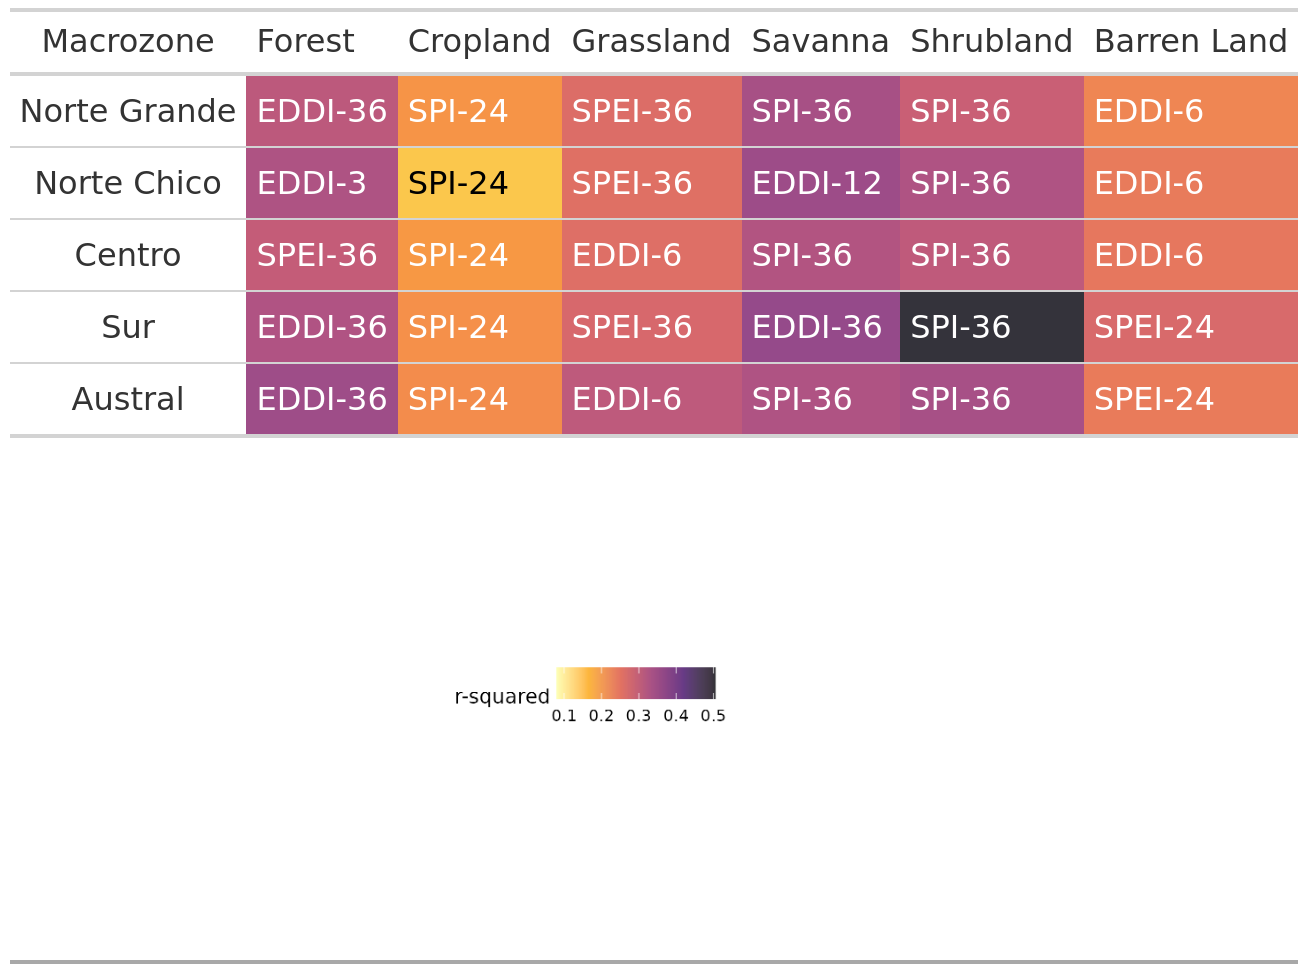 Macrozone Forest Cropland Grassland Savanna Shrubland Barren Land
Norte Grande EDDI-36 SPI-24 SPEI-36 SPI-36 SPI-36 EDDI-6
Norte Chico EDDI-3 SPI-24 SPEI-36 EDDI-12 SPI-36 EDDI-6
Centro SPEI-36 SPI-24 EDDI-6 SPI-36 SPI-36 EDDI-6
Sur EDDI-36 SPI-24 SPEI-36 EDDI-36 SPI-36 SPEI-24
Austral EDDI-36 SPI-24 EDDI-6 SPI-36 SPI-36 SPEI-24
r-squared
0.1 0.2 0.3 0.4 0.5